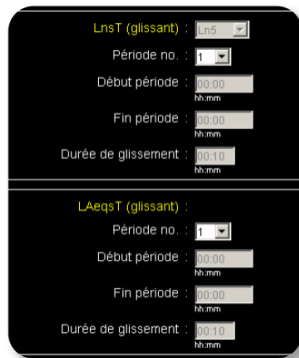 LnsT (glissant) : Ln5
Période no. : 1
Début période : 00:00
hh:mm
Fin période : 00:00
hh:mm
Durée de glissement : 00:10
hh:mm
LAeqsT (glissant) :
Période no. : 1
Début période : 00:00
hh:mm
Fin période : 00:00
hh:mm
Durée de glissement : 00:10
hh:mm